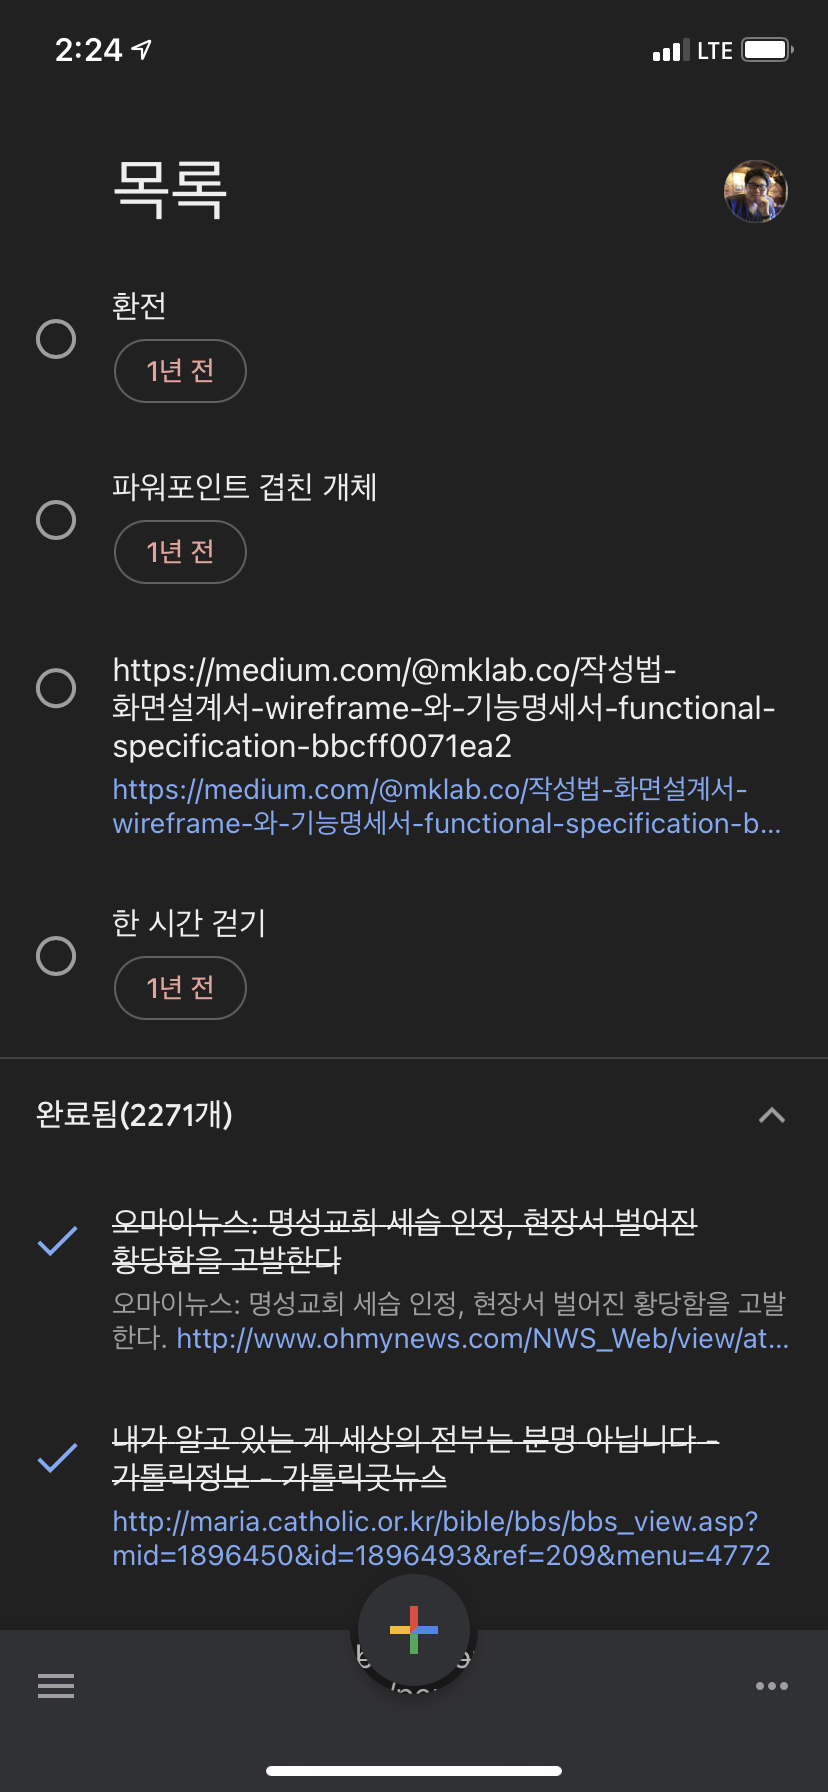 2:24
LTE
목록
환전
1년 전
파워포인트 겹친 개체
1년 전
https://medium.com/@mklab.co/작성법-
화면설계서-wireframe-와-기능명세서-functional-
specification-bbcff0071ea2
https://medium.com/@mklab.co/작성법-화면설계서-
wireframe-와-기능명세서-functional-specification-b...
한 시간 걷기
1년 전
완료됨(2271개)
오마이뉴스: 명성교회 세습 인정, 현장서 벌어진
황당함을 고발한다
오마이뉴스: 명성교회 세습 인정, 현장서 벌어진 황당함을 고발
한다. http://www.ohmynews.com/NWS_Web/view/at...
내가 알고 있는 게 세상의 전부는 분명 아닙니다 -
가톨릭정보 - 가톨릭굿뉴스
http://maria.catholic.or.kr/bible/bbs/bbs_view.asp?
mid=1896450&id=1896493&ref=209&menu=4772